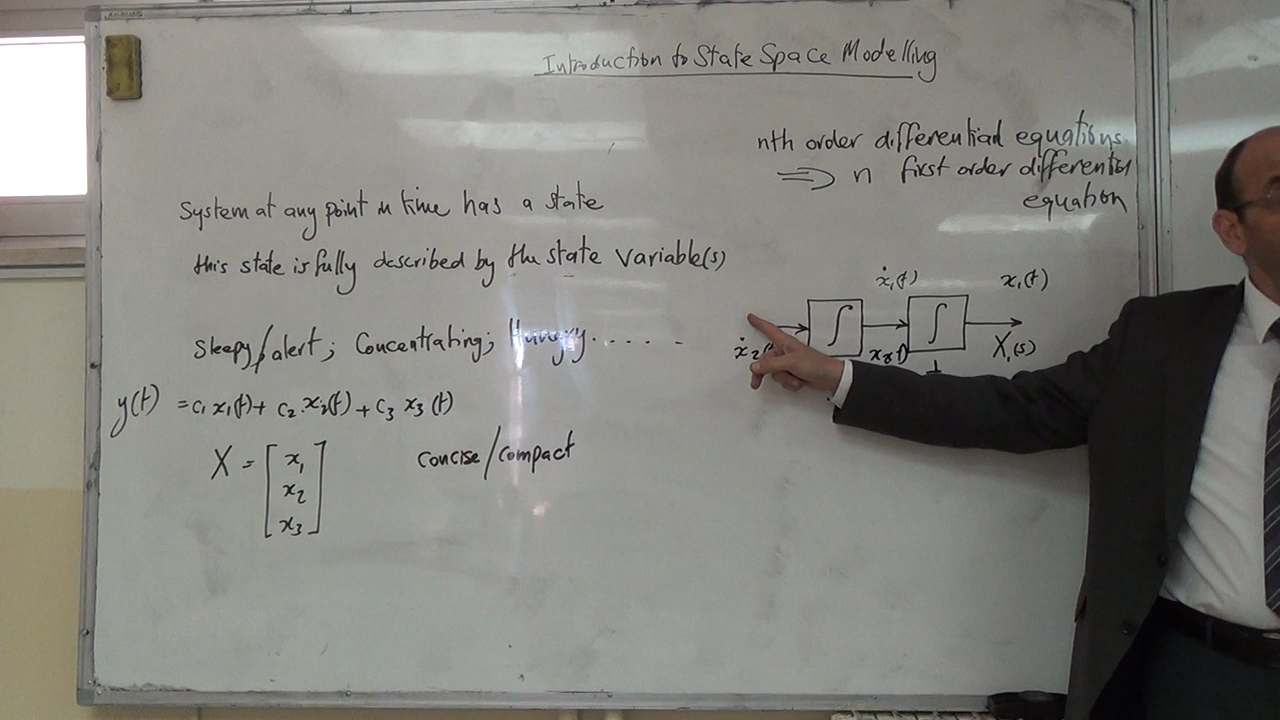 Introduction to State Space Modelling
nth order differential equations
⇒ n first order differential
equation
System at any point in time has a state
this state is fully described by the state variable(s)
Sleepy/alert; Concentrating; Hungry.....
y(t) = c₁ x₁(t) + c₂.x₂(t) + c₃ x₃(t)
X = [x₁
x₂
x₃]
concise/compact
ẋ₁(t) x₁(t)
∫ ∫
X₁(s)